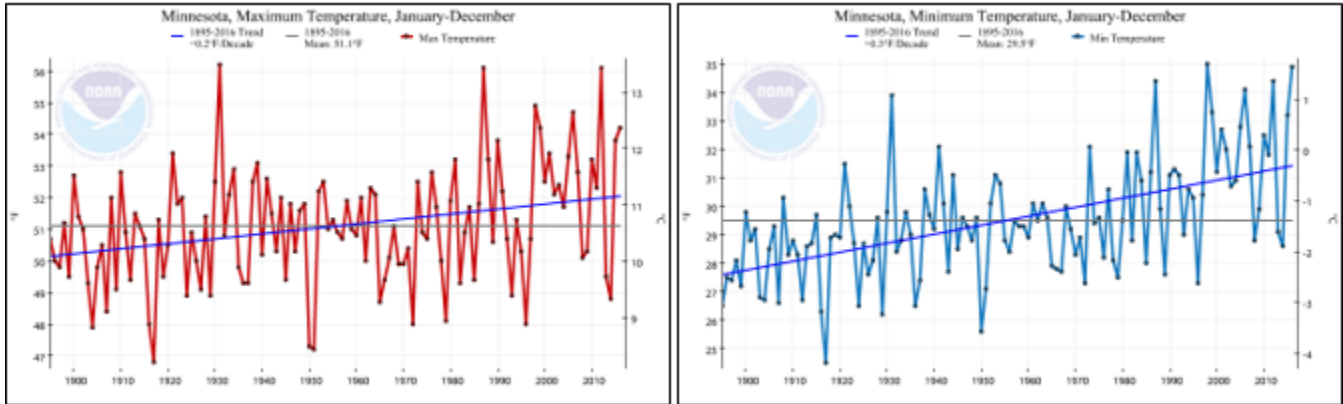 Minnesota, Maximum Temperature, January-December
1895-2016 Trend
+0.2°F/Decade
1895-2016
Mean: 51.1°F
Max Temperature
56
55
54
53
52
51
50
49
48
47
°F
13
12
11
10
9
°C
1900 1910 1920 1930 1940 1950 1960 1970 1980 1990 2000 2010
NOAA
Minnesota, Minimum Temperature, January-December
1895-2016 Trend
+0.3°F/Decade
1895-2016
Mean: 29.5°F
Min Temperature
35
34
33
32
31
30
29
28
27
26
25
°F
1
0
-1
-2
-3
-4
°C
1900 1910 1920 1930 1940 1950 1960 1970 1980 1990 2000 2010
NOAA